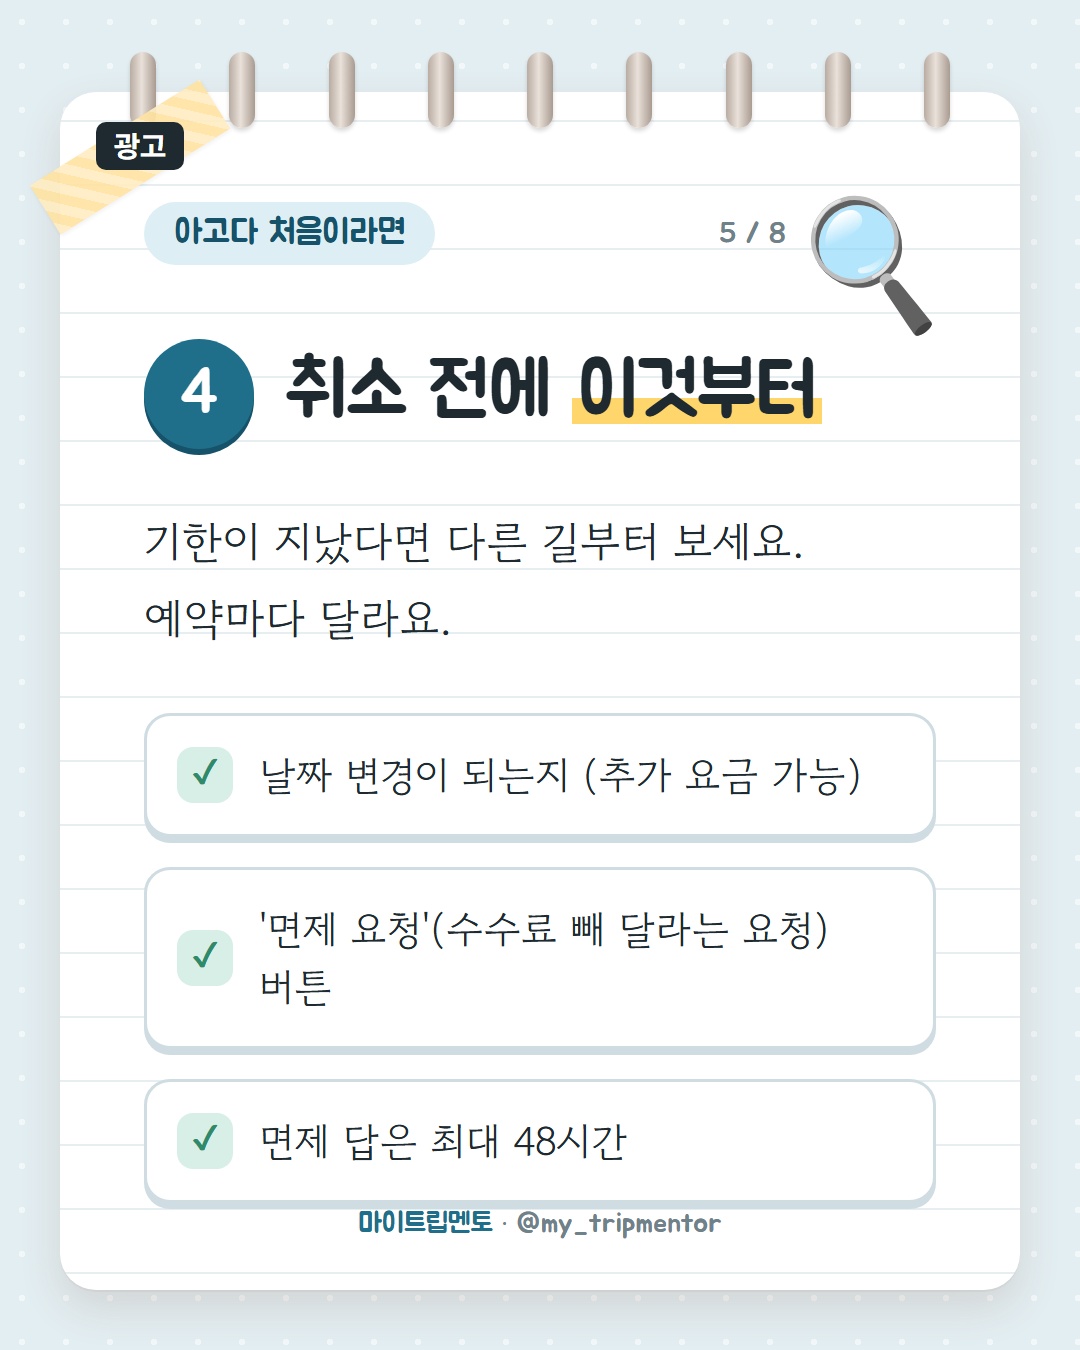 광고
아고다 처음이라면
5 / 8
4 취소 전에 이것부터
기한이 지났다면 다른 길부터 보세요.
예약마다 달라요.
✓ 날짜 변경이 되는지 (추가 요금 가능)
✓ '면제 요청'(수수료 빼 달라는 요청)
버튼
✓ 면제 답은 최대 48시간
마이트립멘토 · @my_tripmentor